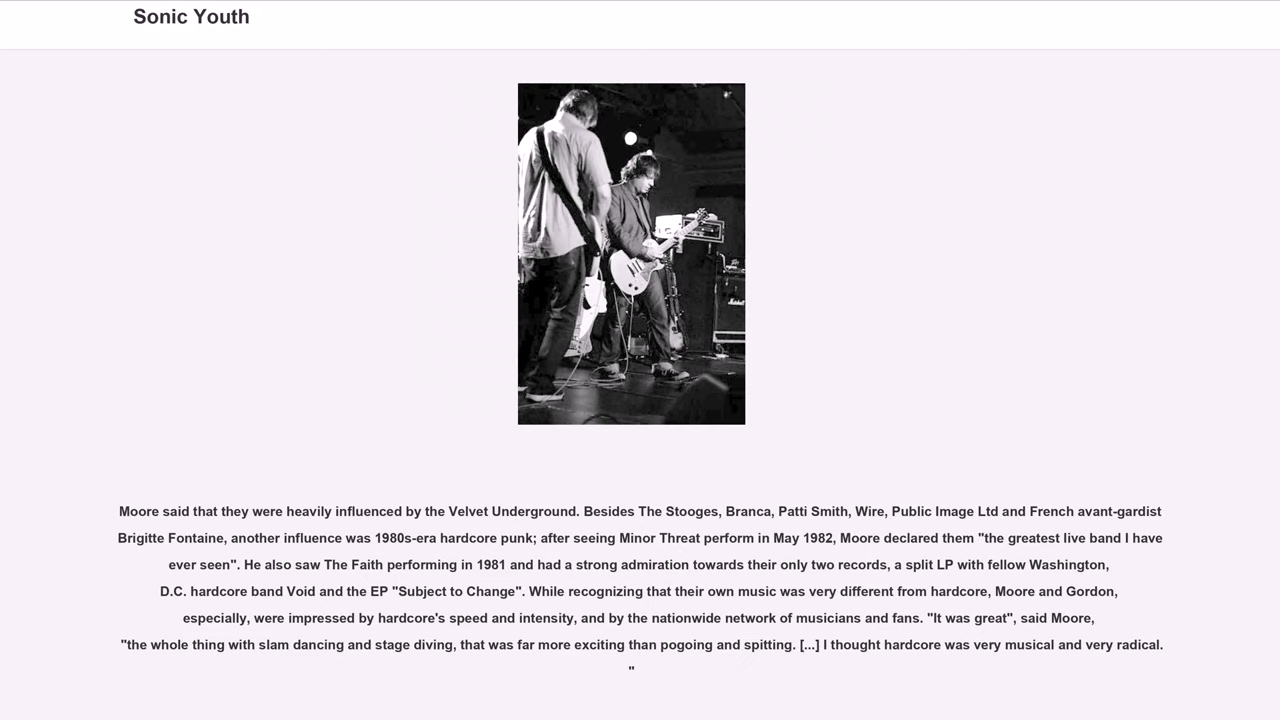 Sonic Youth
Moore said that they were heavily influenced by the Velvet Underground. Besides The Stooges, Branca, Patti Smith, Wire, Public Image Ltd and French avant-gardist
Brigitte Fontaine, another influence was 1980s-era hardcore punk; after seeing Minor Threat perform in May 1982, Moore declared them "the greatest live band I have
ever seen". He also saw The Faith performing in 1981 and had a strong admiration towards their only two records, a split LP with fellow Washington,
D.C. hardcore band Void and the EP "Subject to Change". While recognizing that their own music was very different from hardcore, Moore and Gordon,
especially, were impressed by hardcore's speed and intensity, and by the nationwide network of musicians and fans. "It was great", said Moore,
"the whole thing with slam dancing and stage diving, that was far more exciting than pogoing and spitting. [...] I thought hardcore was very musical and very radical.
"